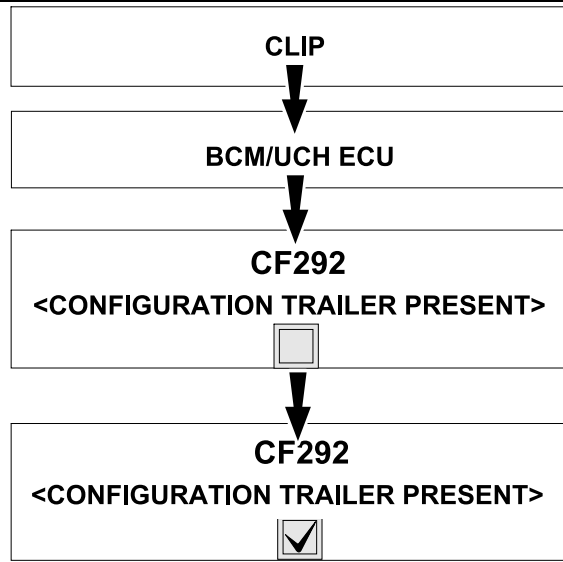 CLIP
BCM/UCH ECU
CF292
<CONFIGURATION TRAILER PRESENT>
CF292
<CONFIGURATION TRAILER PRESENT>